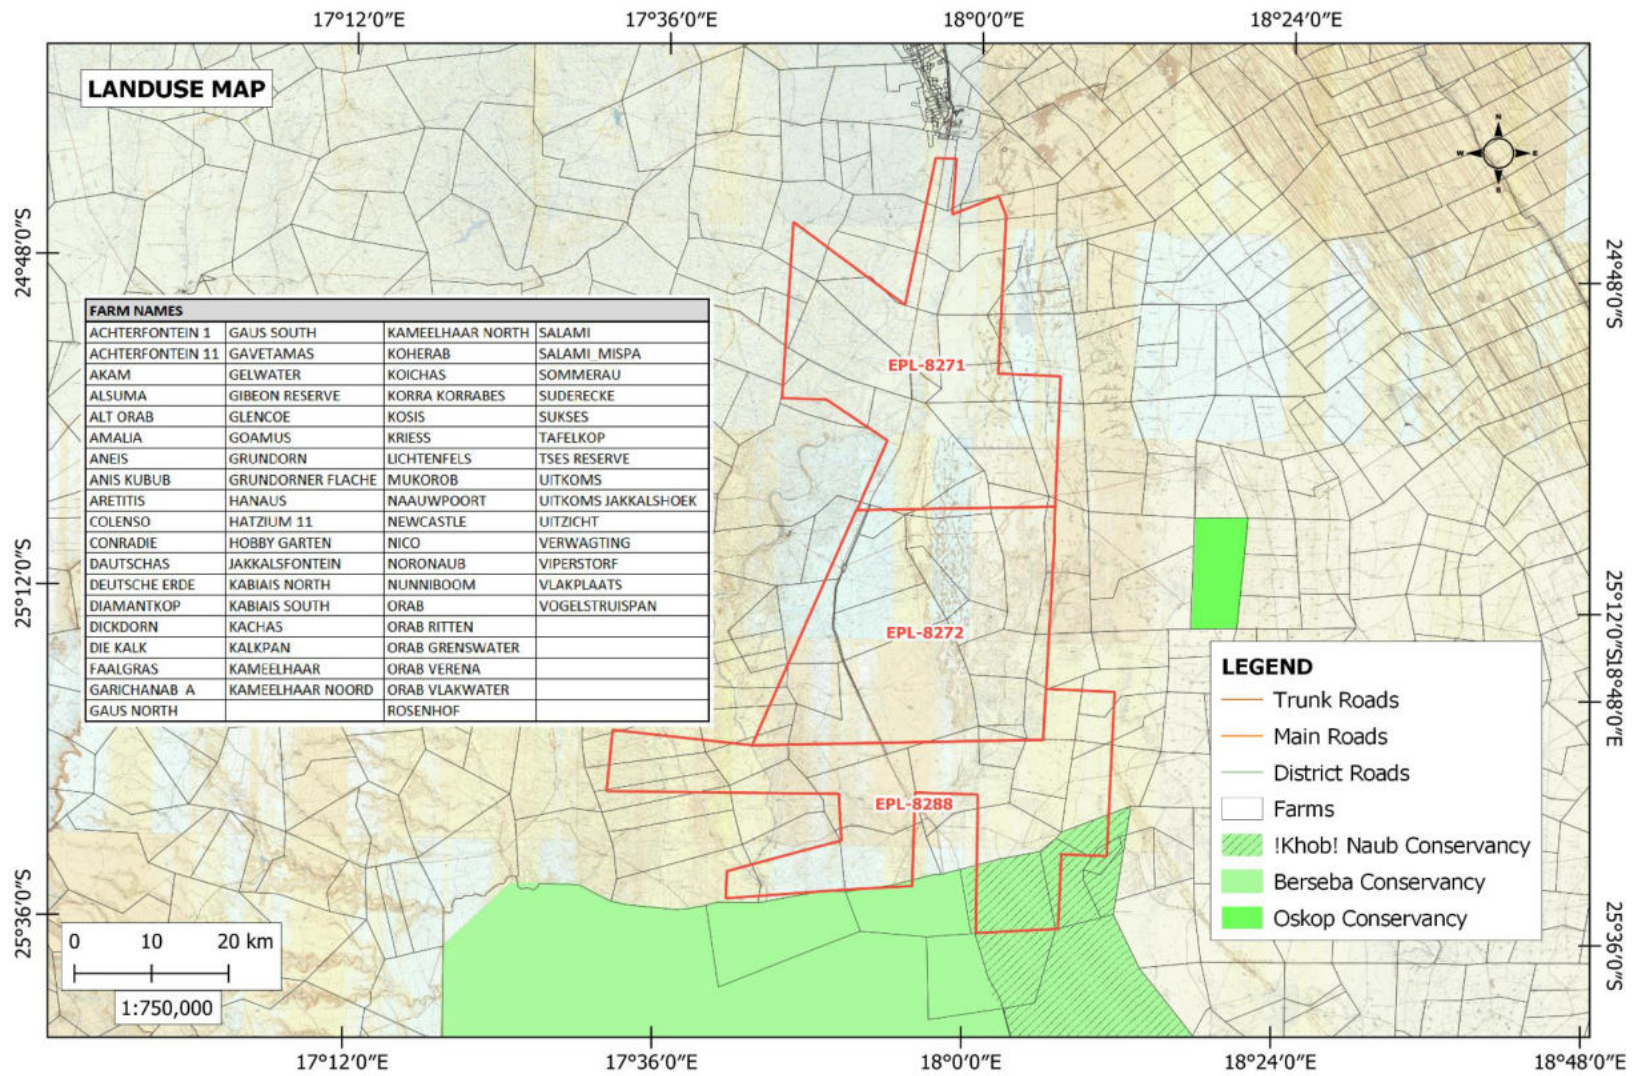 17°12′0″E 17°36′0″E 18°0′0″E 18°24′0″E
LANDUSE MAP
N
W E
S
24°48′0″S
24°48′0″S
FARM NAMES
ACHTERFONTEIN 1 GAUS SOUTH KAMEELHAAR NORTH SALAMI
ACHTERFONTEIN 11 GAVETAMAS KOHERAB SALAMI_MISPA
AKAM GELWATER KOICHAS SOMMERAU
ALSUMA GIBEON RESERVE KORRA KORRABES SUDERECKE
ALT ORAB GLENCOE KOSIS SUKSES
AMALIA GOAMUS KRIESS TAFELKOP
ANEIS GRUNDORN LICHTENFELS TSES RESERVE
ANIS KUBUB GRUNDORNER FLACHE MUKOROB UITKOMS
ARETITIS HANAUS NAAUWPOORT UITKOMS JAKKALSHOEK
COLENSO HATZIUM 11 NEWCASTLE UITZICHT
CONRADIE HOBBY GARTEN NICO VERWAGTING
DAUTSCHAS JAKKALSFONTEIN NORONAUB VIPERSTORF
DEUTSCHE ERDE KABIAIS NORTH NUNNIBOOM VLAKPLAATS
DIAMANTKOP KABIAIS SOUTH ORAB VOGELSTRUISPAN
DICKDORN KACHAS ORAB RITTEN
DIE KALK KALKPAN ORAB GRENSWATER
FAALGRAS KAMEELHAAR ORAB VERENA
GARICHANAB A KAMEELHAAR NOORD ORAB VLAKWATER
GAUS NORTH ROSENHOF
EPL-8271
EPL-8272
EPL-8288
25°12′0″S
25°12′0″S
18°48′0″E
LEGEND
Trunk Roads
Main Roads
District Roads
Farms
!Khob! Naub Conservancy
Berseba Conservancy
Oskop Conservancy
25°36′0″S
25°36′0″S
0 10 20 km
1:750,000
17°12′0″E 17°36′0″E 18°0′0″E 18°24′0″E 18°48′0″E